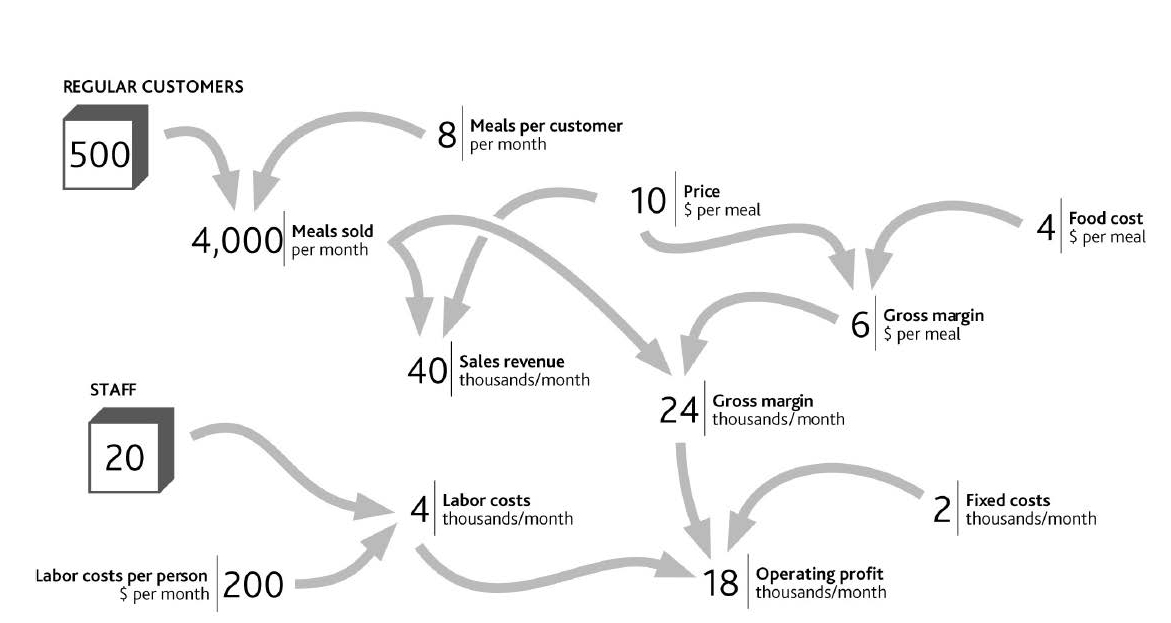 REGULAR CUSTOMERS
500
8 Meals per customer
per month
10 Price
$ per meal
4 Food cost
$ per meal
4,000 Meals sold
per month
6 Gross margin
$ per meal
40 Sales revenue
thousands/month
STAFF
20
24 Gross margin
thousands/month
4 Labor costs
thousands/month
2 Fixed costs
thousands/month
Labor costs per person
$ per month 200
18 Operating profit
thousands/month